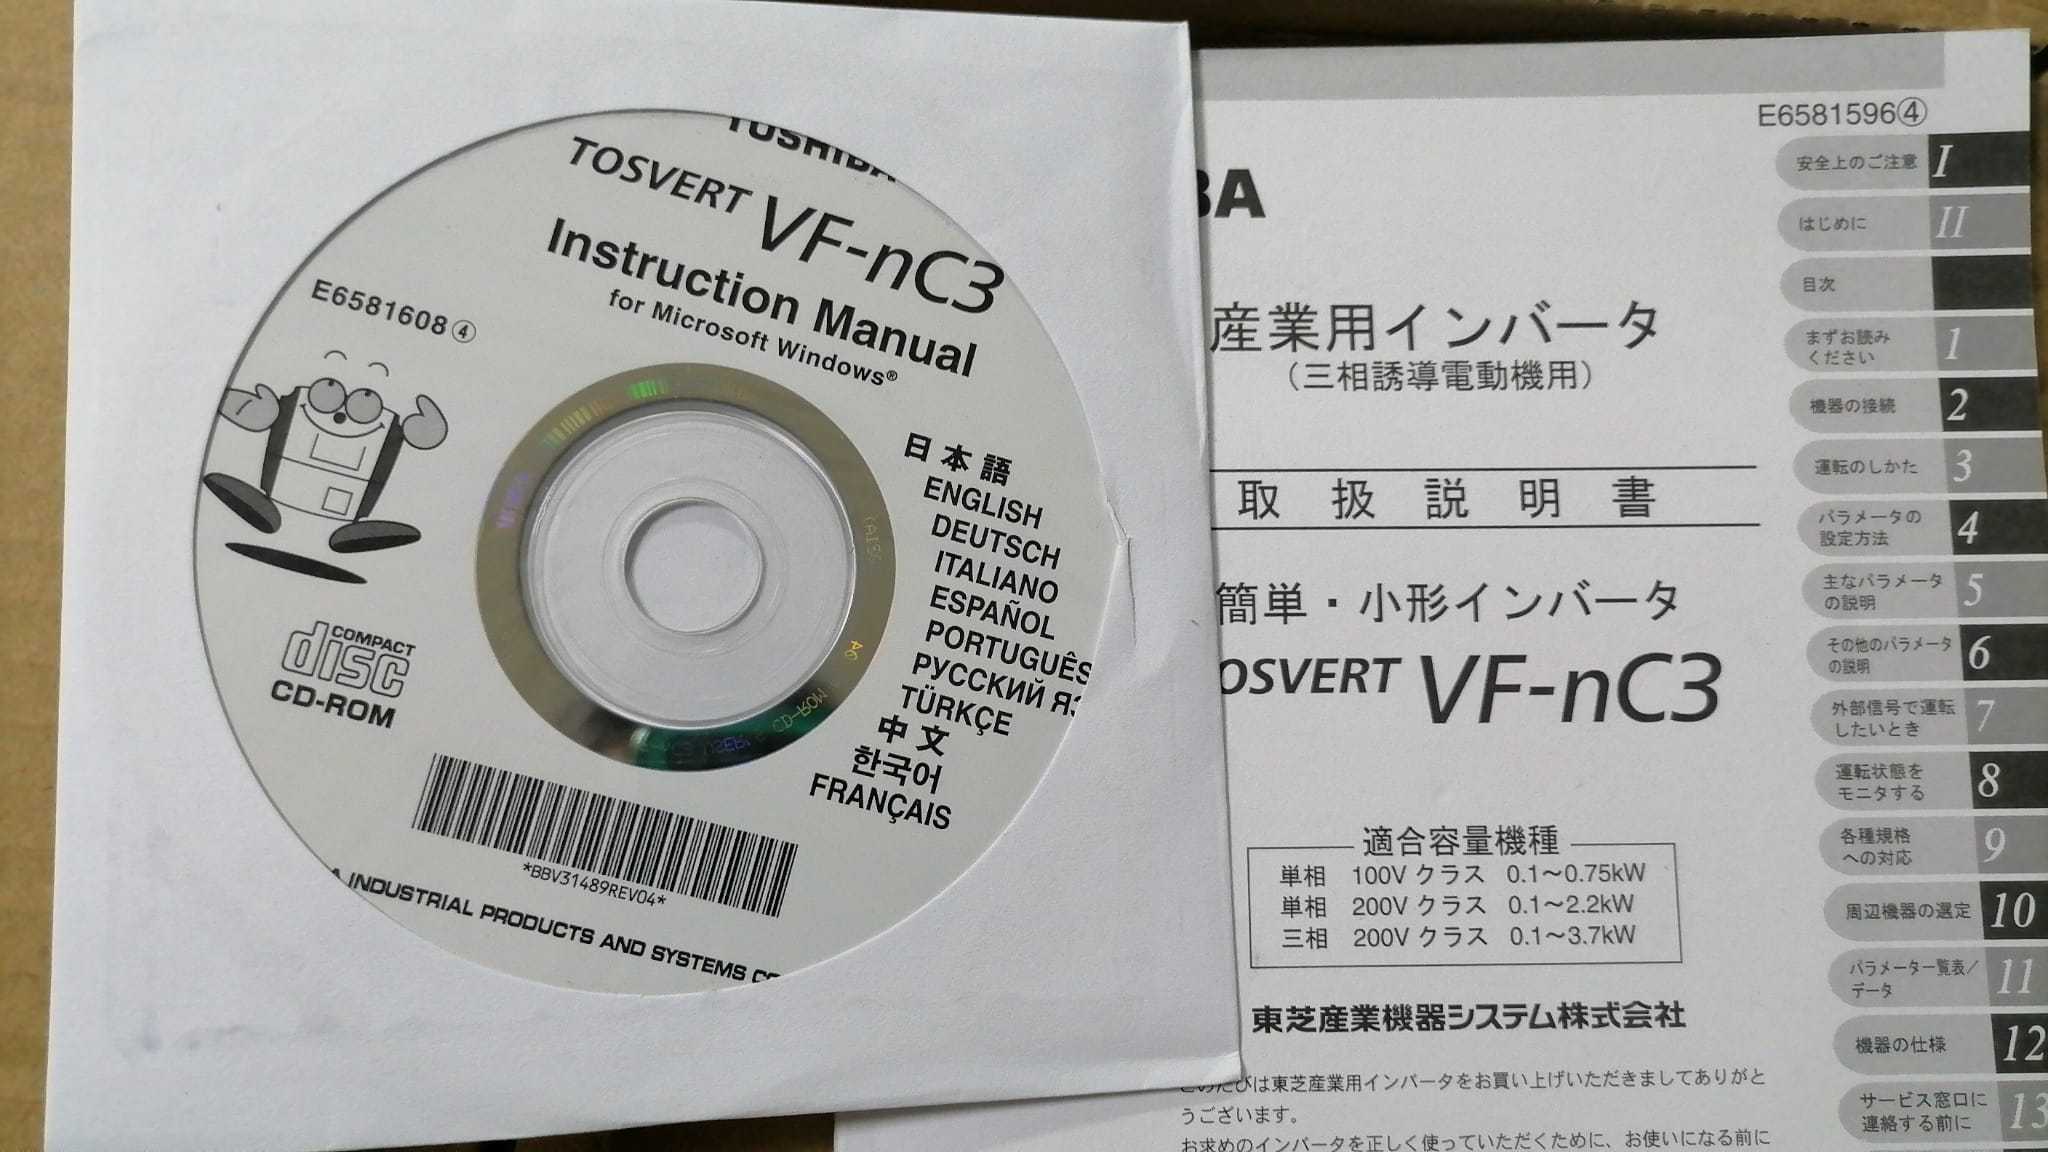 TOSHIBA
TOSVERT VF-nC3
Instruction Manual
for Microsoft Windows®
E6581608④
日本語
ENGLISH
DEUTSCH
ITALIANO
ESPAÑOL
PORTUGUÊS
РУССКИЙ ЯЗ
TÜRKÇE
中文
한국어
FRANÇAIS
COMPACT
disc
CD-ROM
*BBV31489REV04*
A INDUSTRIAL PRODUCTS AND SYSTEMS CO
CD-ROM
E6581596④
BA
産業用インバータ
（三相誘導電動機用）
取扱説明書
簡単・小形インバータ
OSVERT VF-nC3
適合容量機種
単相 100V クラス 0.1～0.75kW
単相 200V クラス 0.1～2.2kW
三相 200V クラス 0.1～3.7kW
東芝産業機器システム株式会社
このたびは東芝産業用インバータをお買い上げいただきましてありがと
うございます。
お求めのインバータを正しく使っていただくために、お使いになる前に
安全上のご注意 I
はじめに II
目次
まずお読み
ください 1
機器の接続 2
運転のしかた 3
パラメータの
設定方法 4
主なパラメータ
の説明 5
その他のパラメータ
の説明 6
外部信号で運転
したいとき 7
運転状態を
モニタする 8
各種規格
への対応 9
周辺機器の選定 10
パラメータ一覧表/
データ 11
機器の仕様 12
サービス窓口に
連絡する前に 13